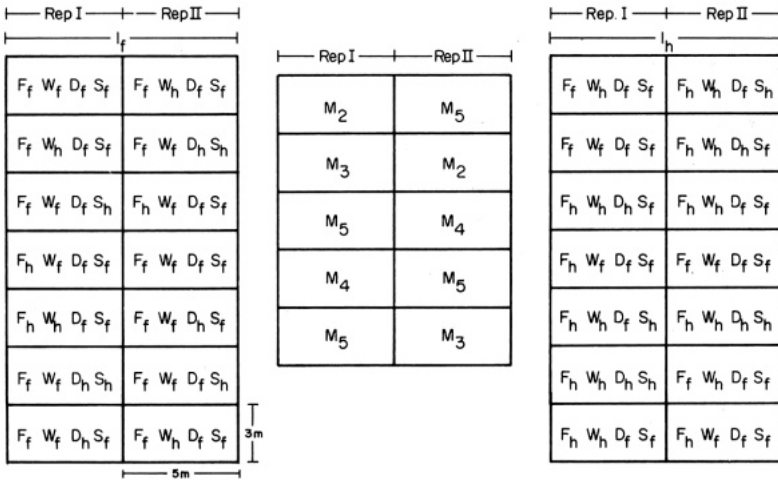 Rep I Rep II
I_f
F_f W_f D_f S_f F_f W_h D_f S_f
F_f W_h D_f S_f F_f W_f D_h S_h
F_f W_f D_f S_h F_h W_f D_f S_f
F_h W_f D_f S_f F_f W_f D_f S_f
F_h W_h D_f S_f F_f W_f D_h S_f
F_f W_f D_h S_h F_f W_f D_f S_h
F_f W_f D_h S_f F_f W_h D_f S_f
3m
5m
Rep I Rep II
M_2 M_5
M_3 M_2
M_5 M_4
M_4 M_5
M_5 M_3
Rep. I Rep II
I_h
F_f W_h D_f S_f F_h W_h D_f S_h
F_f W_f D_f S_f F_h W_h D_h S_f
F_h W_h D_h S_f F_h W_h D_f S_f
F_h W_f D_f S_f F_f W_f D_f S_f
F_h W_h D_f S_h F_h W_h D_h S_h
F_h W_h D_h S_h F_f W_h D_f S_f
F_h W_h D_f S_f F_h W_f D_f S_f